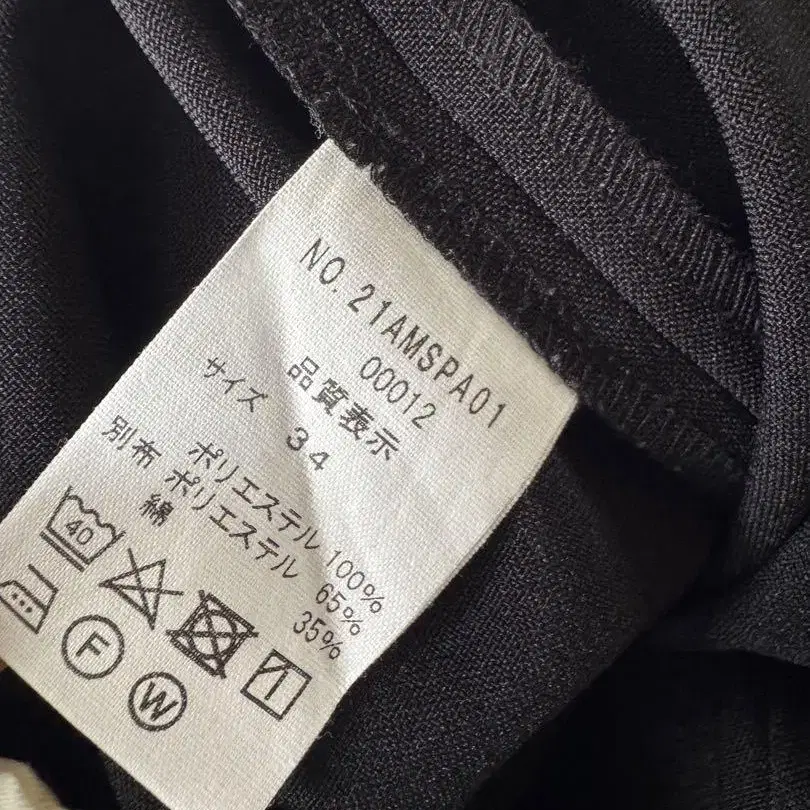 NO. 21AMSPA01
00012
品質表示
サイズ 34
ポリエステル 100%
別布 ポリエステル 65%
綿 35%
40
F
W